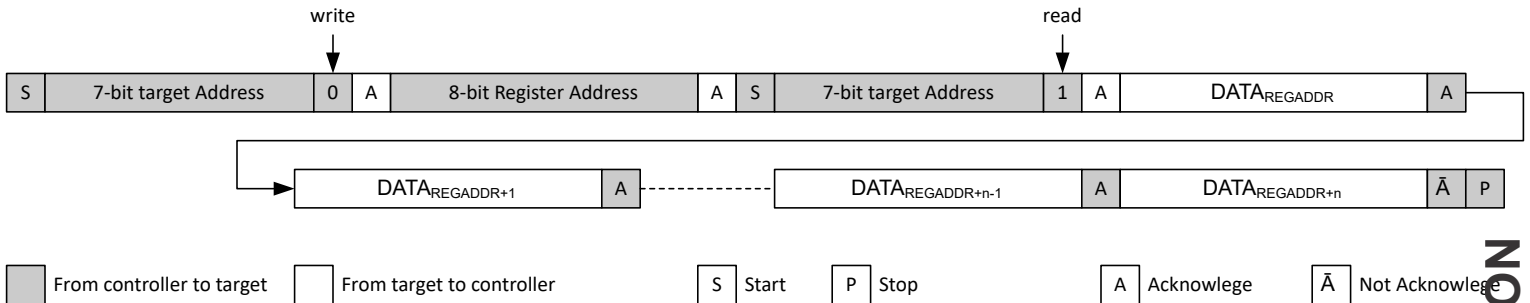 write read
S 7-bit target Address 0 A 8-bit Register Address A S 7-bit target Address 1 A DATAREGADDR A
DATAREGADDR+1 A DATAREGADDR+n-1 A DATAREGADDR+n Ā P
From controller to target From target to controller S Start P Stop A Acknowlege Ā Not Acknowlege
ON